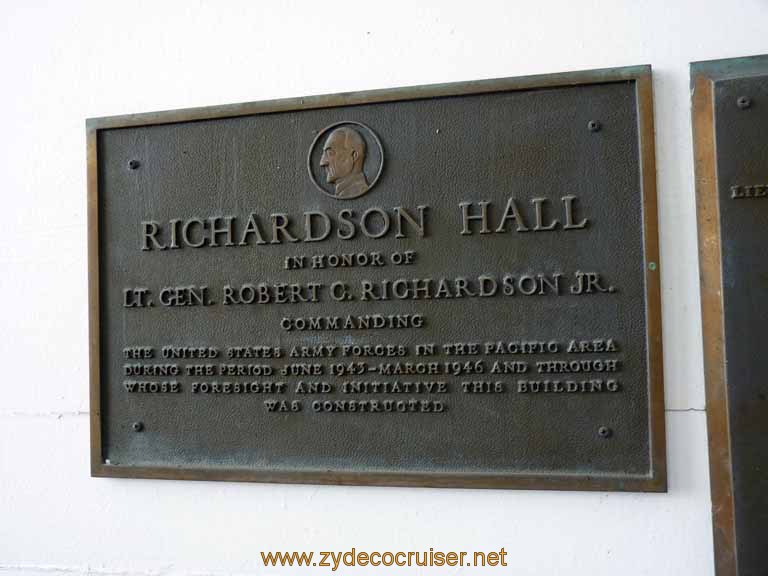 RICHARDSON HALL
IN HONOR OF
LT. GEN. ROBERT C. RICHARDSON JR.
COMMANDING
THE UNITED STATES ARMY FORCES IN THE PACIFIC AREA
DURING THE PERIOD JUNE 1943-MARCH 1946 AND THROUGH
WHOSE FORESIGHT AND INITIATIVE THIS BUILDING
WAS CONSTRUCTED
LIE
www.zydecocruiser.net